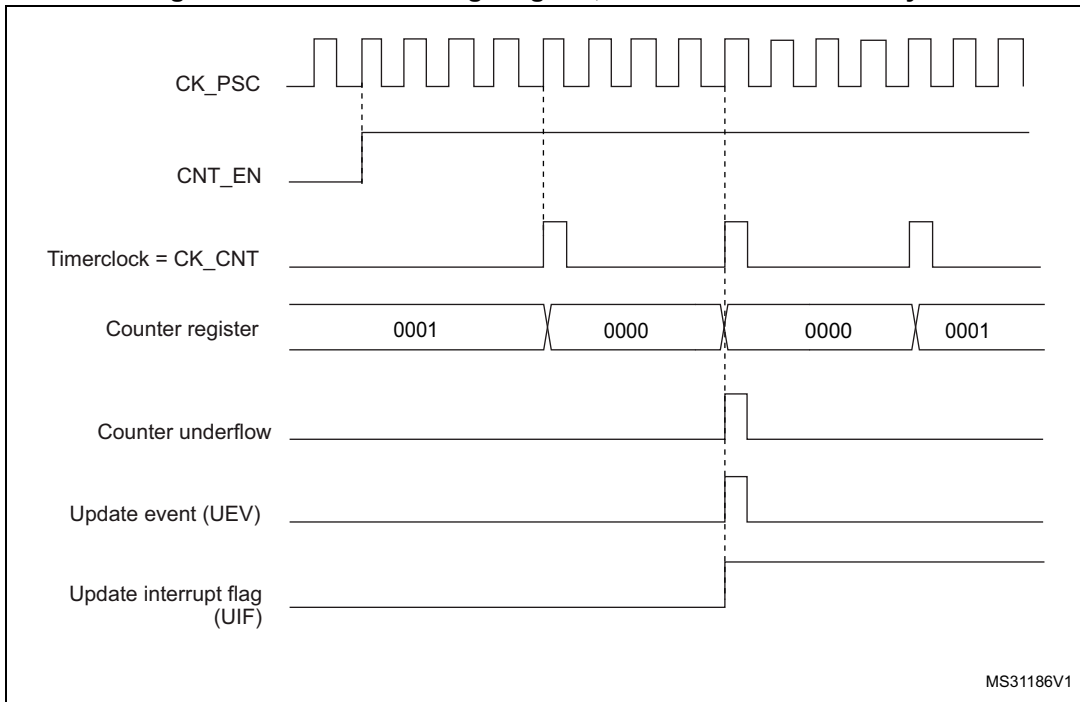 CK_PSC
CNT_EN
Timerclock = CK_CNT
Counter register
0001
0000
0000
0001
Counter underflow
Update event (UEV)
Update interrupt flag
(UIF)
MS31186V1